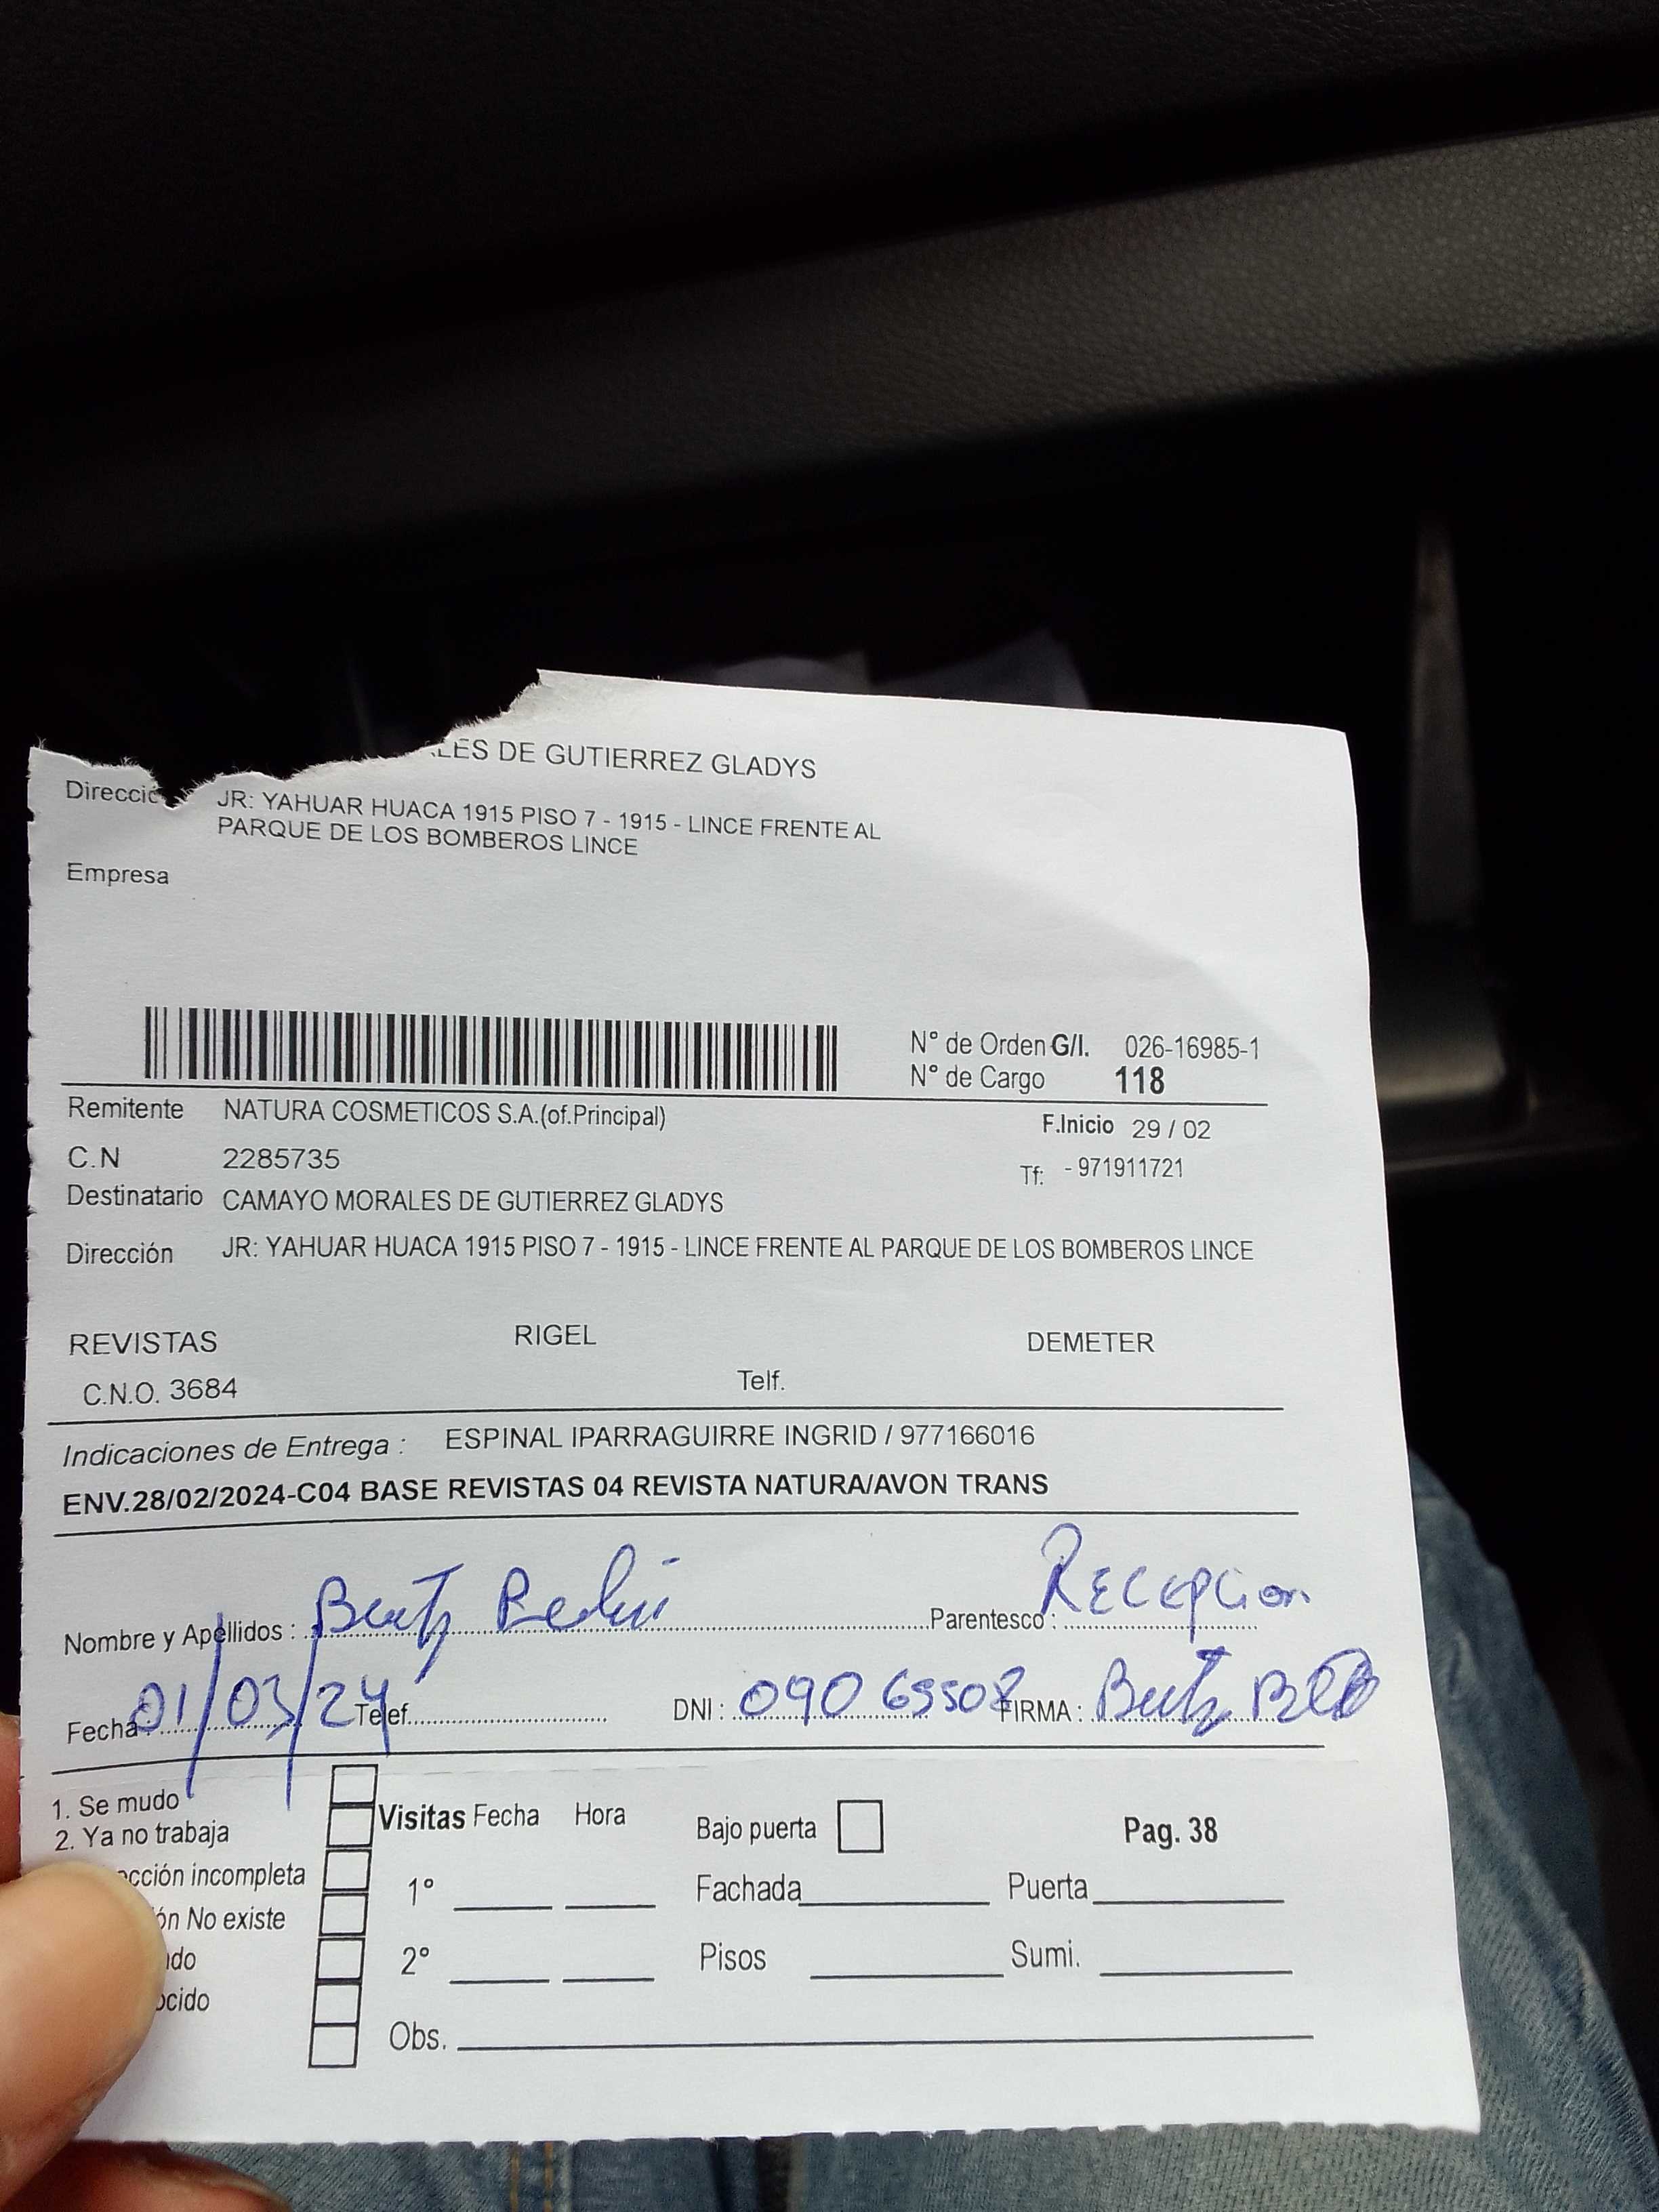 LES DE GUTIERREZ GLADYS
JR: YAHUAR HUACA 1915 PISO 7 - 1915 - LINCE FRENTE AL
PARQUE DE LOS BOMBEROS LINCE
Empresa
N° de Orden G/I. 026-16985-1
N° de Cargo 118
Remitente NATURA COSMETICOS S.A.(of.Principal) F.Inicio 29 / 02
C.N 2285735 Tf: - 971911721
Destinatario CAMAYO MORALES DE GUTIERREZ GLADYS
Dirección JR: YAHUAR HUACA 1915 PISO 7 - 1915 - LINCE FRENTE AL PARQUE DE LOS BOMBEROS LINCE
REVISTAS RIGEL DEMETER
C.N.O. 3684 Telf.
Indicaciones de Entrega : ESPINAL IPARRAGUIRRE INGRID / 977166016
ENV.28/02/2024-C04 BASE REVISTAS 04 REVISTA NATURA/AVON TRANS
Nombre y Apellidos : Parentesco : Recepcion
Fecha : 01/03/24 Telef. DNI : FIRMA :
1. Se mudo
2. Ya no trabaja
Visitas Fecha Hora Bajo puerta Pag. 38
ección incompleta
1° Fachada Puerta
ón No existe
2° Pisos Sumi.
Obs.